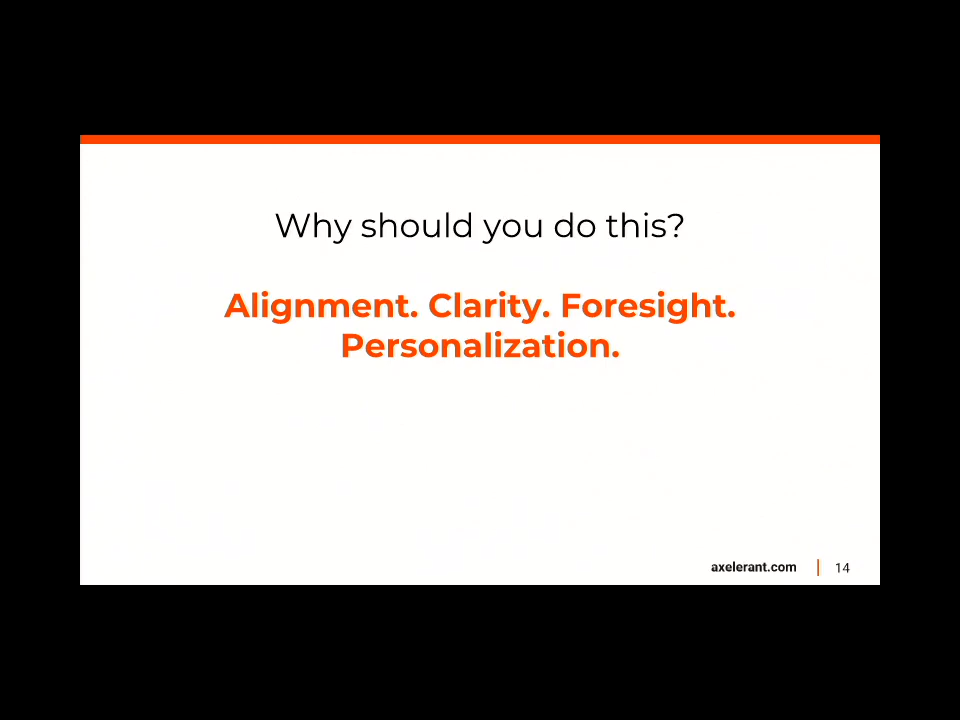 Why should you do this?
Alignment. Clarity. Foresight.
Personalization.
axelerant.com | 14